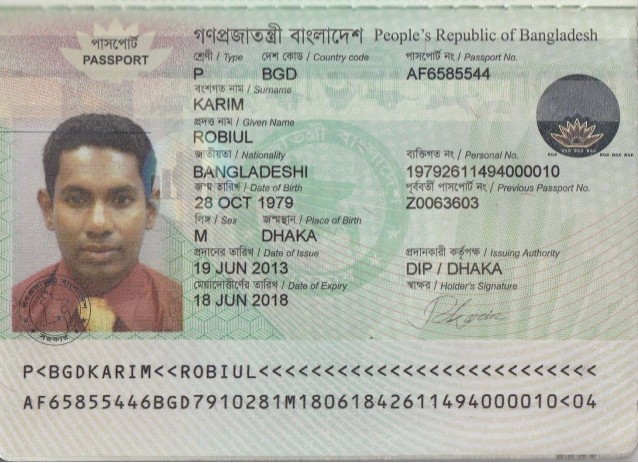 পাসপোর্ট
PASSPORT
গণপ্রজাতন্ত্রী বাংলাদেশ People's Republic of Bangladesh
শ্রেণী / Type দেশ কোড / Country code পাসপোর্ট নং / Passport No.
P BGD AF6585544
বংশগত নাম / Surname
KARIM
প্রদত্ত নাম / Given Name
ROBIUL
জাতীয়তা / Nationality ব্যক্তিগত নং / Personal No.
BANGLADESHI 19792611494000010
জন্ম তারিখ / Date of Birth পূর্ববর্তী পাসপোর্ট নং / Previous Passport No.
28 OCT 1979 Z0063603
লিঙ্গ / Sex জন্মস্থান / Place of Birth
M DHAKA
প্রদানের তারিখ / Date of Issue প্রদানকারী কর্তৃপক্ষ / Issuing Authority
19 JUN 2013 DIP / DHAKA
মেয়াদোত্তীর্ণের তারিখ / Date of Expiry স্বাক্ষর / Holder's Signature
18 JUN 2018
P<BGDKARIM<<ROBIUL<<<<<<<<<<<<<<<<<<<<<<<<<<
AF65855446BGD7910281M18061842611494000010<04